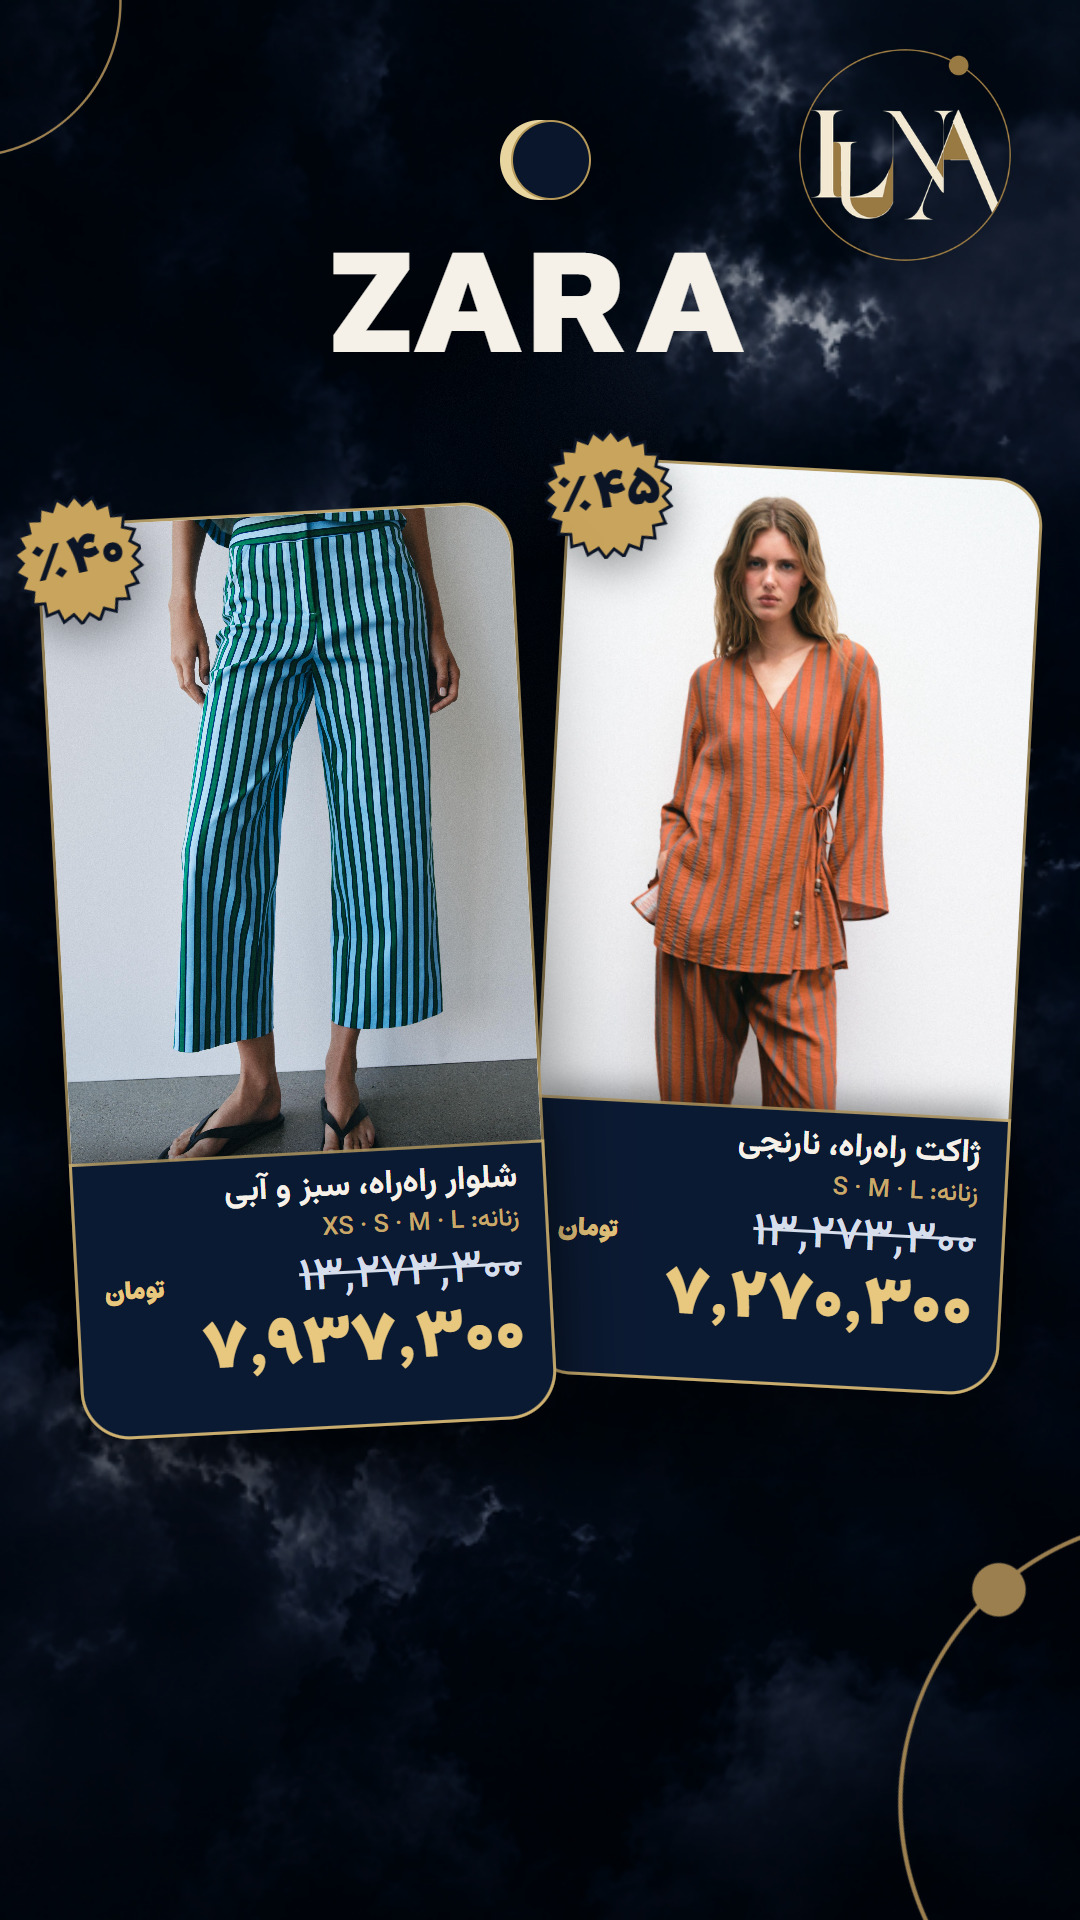 LUNA
ZARA
٪۴۵
ژاکت راه‌راه، نارنجی
زنانه: S · M · L
۱۳,۲۷۳,۳۰۰
تومان
۷,۲۷۰,۳۰۰
٪۴۰
شلوار راه‌راه، سبز و آبی
زنانه: XS · S · M · L
۱۳,۲۷۳,۳۰۰
تومان
۷,۹۳۷,۳۰۰